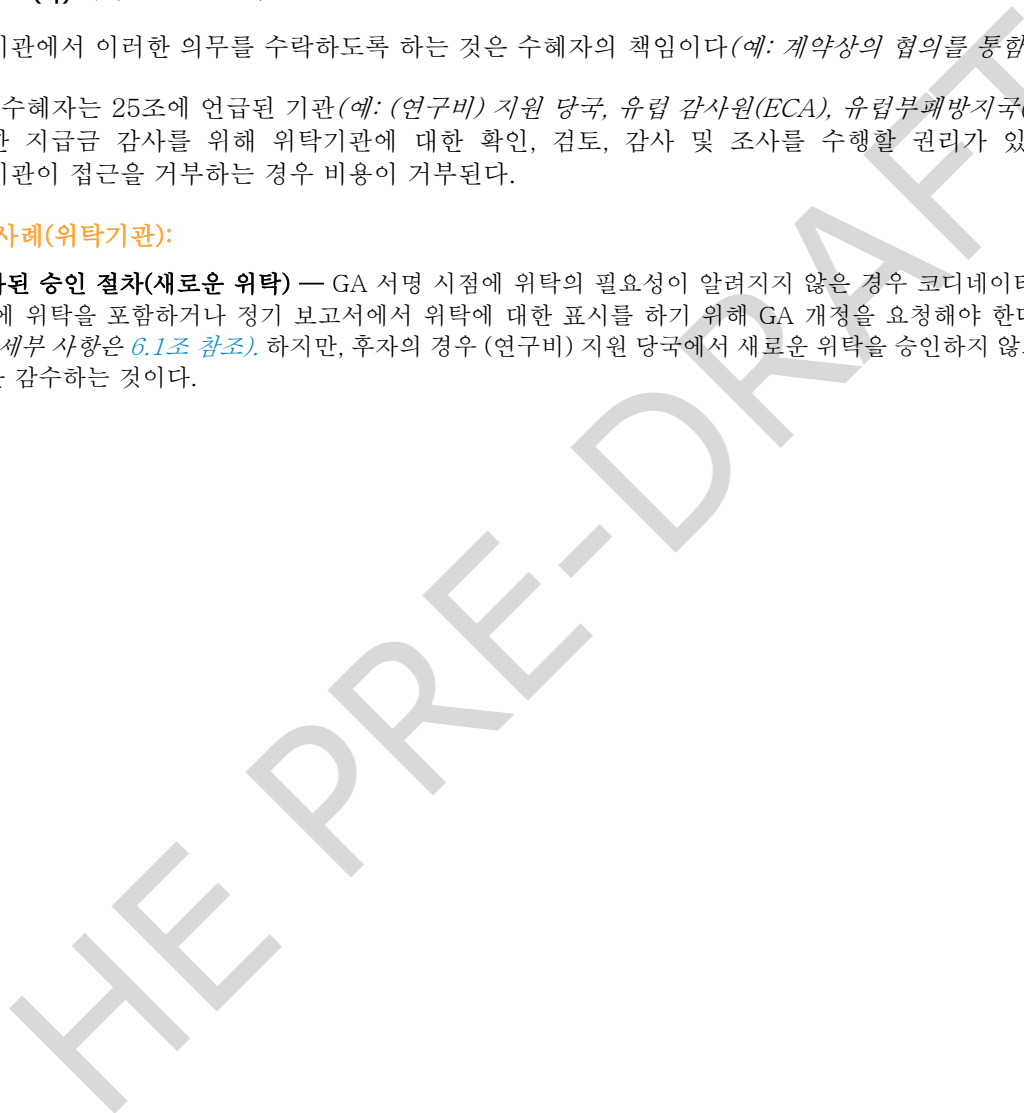 기관에서 이러한 의무를 수락하도록 하는 것은 수혜자의 책임이다(예: 계약상의 협의를 통함
수혜자는 25조에 언급된 기관(예: (연구비) 지원 당국, 유럽 감사원(ECA), 유럽부패방지국(
한 지급금 감사를 위해 위탁기관에 대한 확인, 검토, 감사 및 조사를 수행할 권리가 있
기관이 접근을 거부하는 경우 비용이 거부된다.
사례(위탁기관):
된 승인 절차(새로운 위탁) — GA 서명 시점에 위탁의 필요성이 알려지지 않은 경우 코디네이터
에 위탁을 포함하거나 정기 보고서에서 위탁에 대한 표시를 하기 위해 GA 개정을 요청해야 한다
세부 사항은 6.1조 참조). 하지만, 후자의 경우 (연구비) 지원 당국에서 새로운 위탁을 승인하지 않
감수하는 것이다.
HE PRE-DRAFT